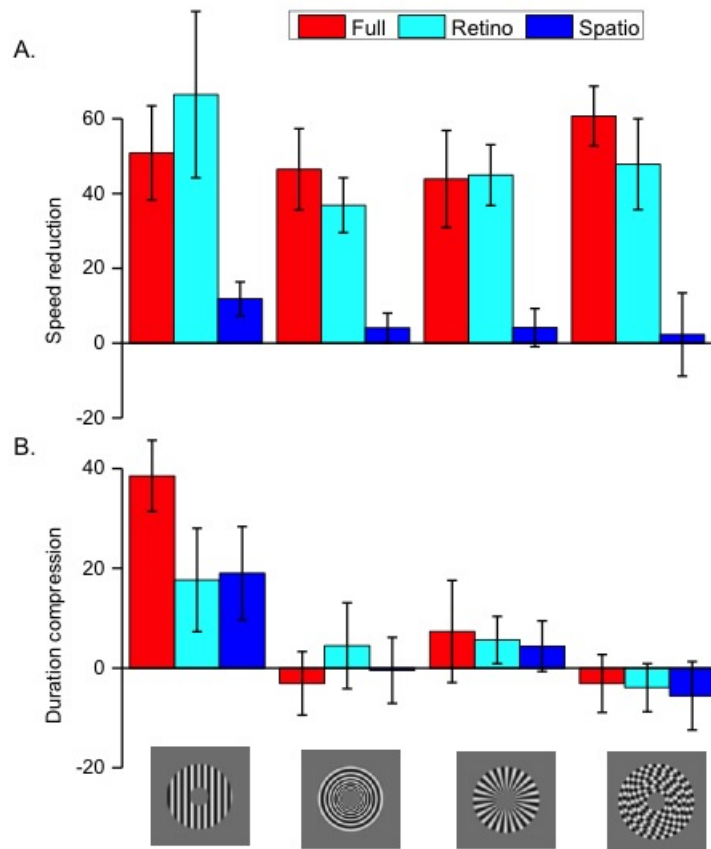 Full Retino Spatio
A.
60
40
20
0
-20
Speed reduction
B.
40
20
0
-20
Duration compression